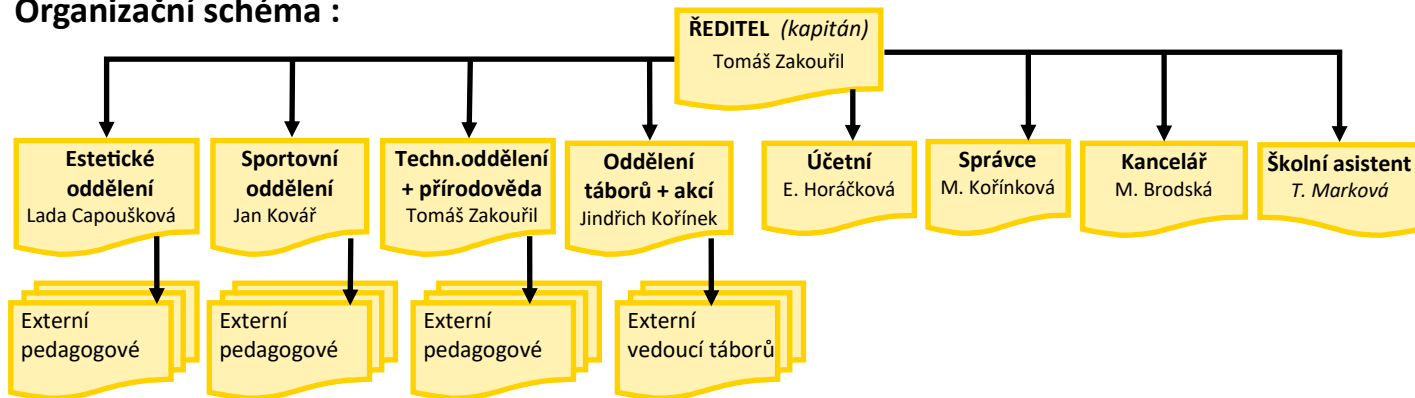 Organizační schéma :
ŘEDITEL (kapitán)
Tomáš Zakouřil
Estetické
oddělení
Lada Capoušková
Sportovní
oddělení
Jan Kovář
Techn.oddělení
+ přírodověda
Tomáš Zakouřil
Oddělení
táborů + akcí
Jindřich Kořínek
Účetní
E. Horáčková
Správce
M. Kořínková
Kancelář
M. Brodská
Školní asistent
T. Marková
Externí
pedagogové
Externí
pedagogové
Externí
pedagogové
Externí
vedoucí táborů